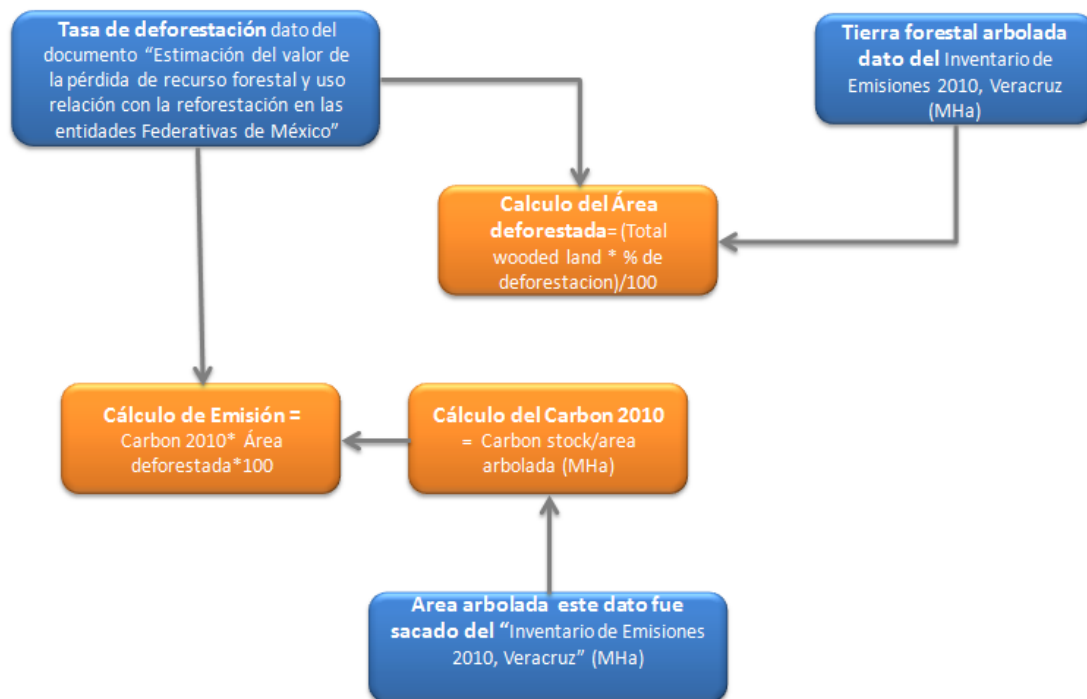 Tasa de deforestación dato del
documento “Estimación del valor de
la pérdida de recurso forestal y uso
relación con la reforestación en las
entidades Federativas de México”
Tierra forestal arbolada
dato del Inventario de
Emisiones 2010, Veracruz
(MHa)
Calculo del Área
deforestada= (Total
wooded land * % de
deforestacion)/100
Cálculo de Emisión =
Carbon 2010* Área
deforestada*100
Cálculo del Carbon 2010
= Carbon stock/area
arbolada (MHa)
Area arbolada este dato fue
sacado del “Inventario de Emisiones
2010, Veracruz” (MHa)